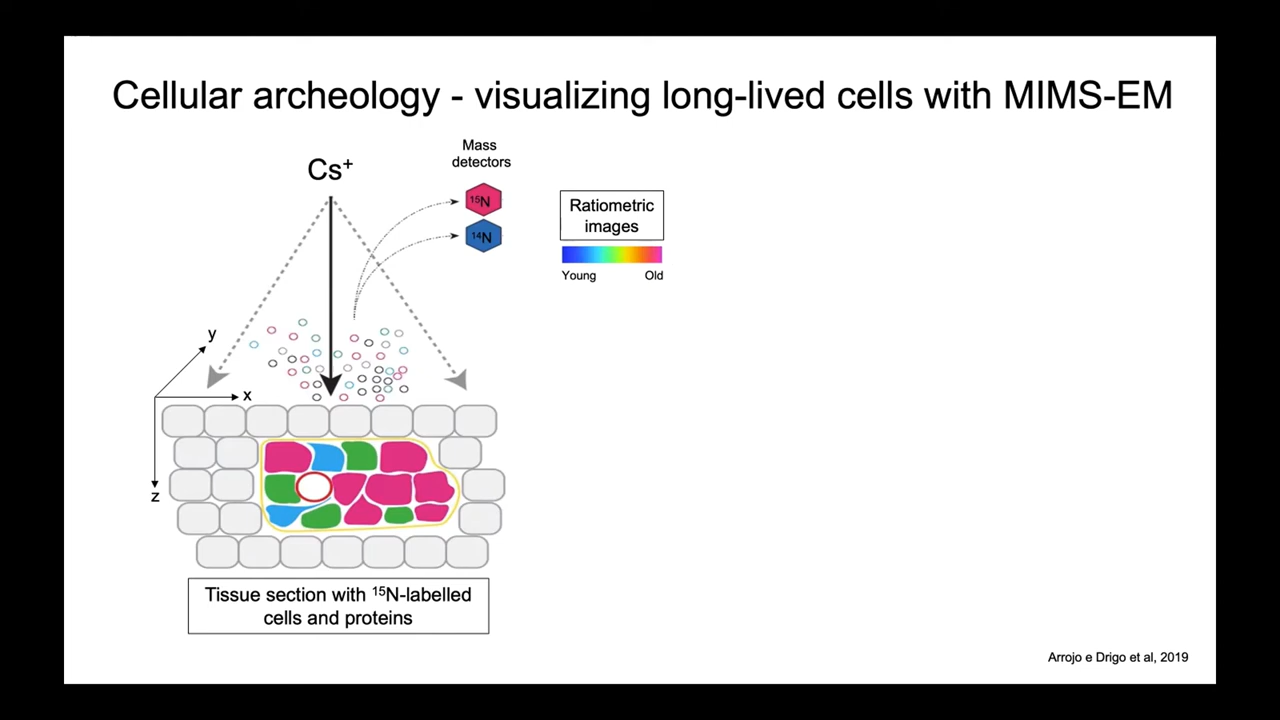 Cellular archeology - visualizing long-lived cells with MIMS-EM
Mass
detectors
Cs⁺
¹⁵N
¹⁴N
Ratiometric
images
Young
Old
y
x
z
Tissue section with ¹⁵N-labelled
cells and proteins
Arrojo e Drigo et al, 2019